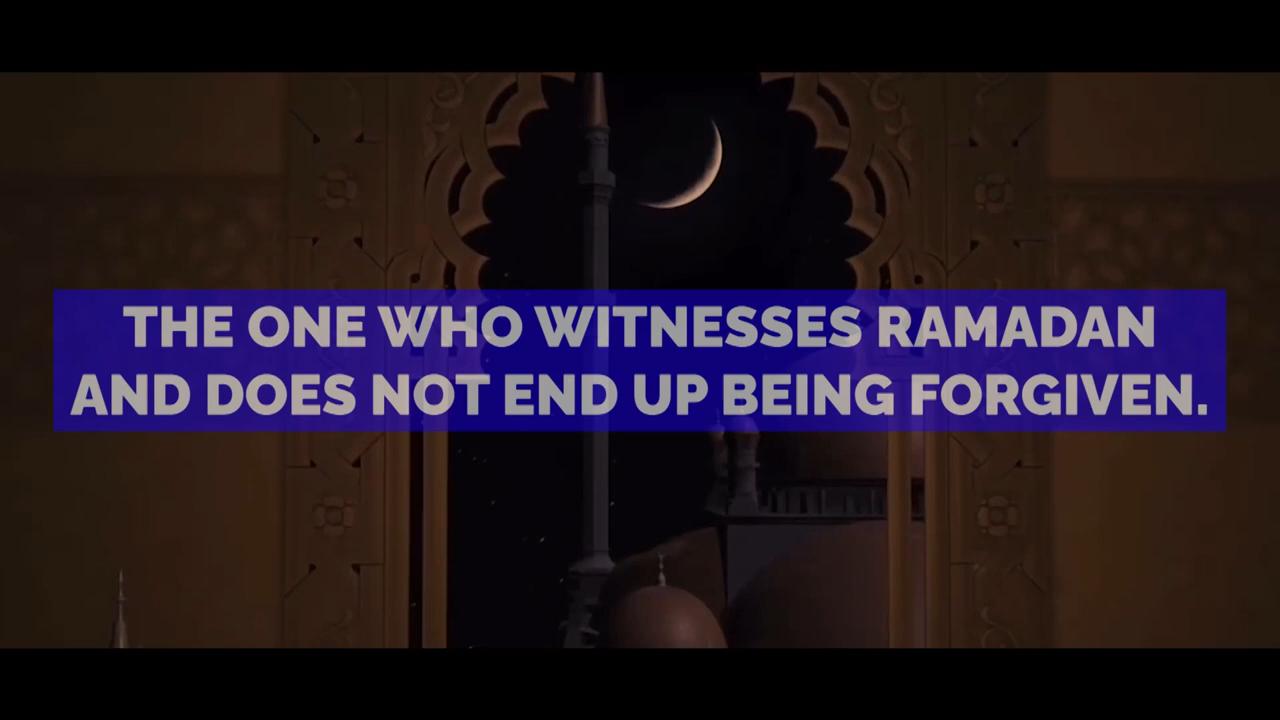 THE ONE WHO WITNESSES RAMADAN
AND DOES NOT END UP BEING FORGIVEN.